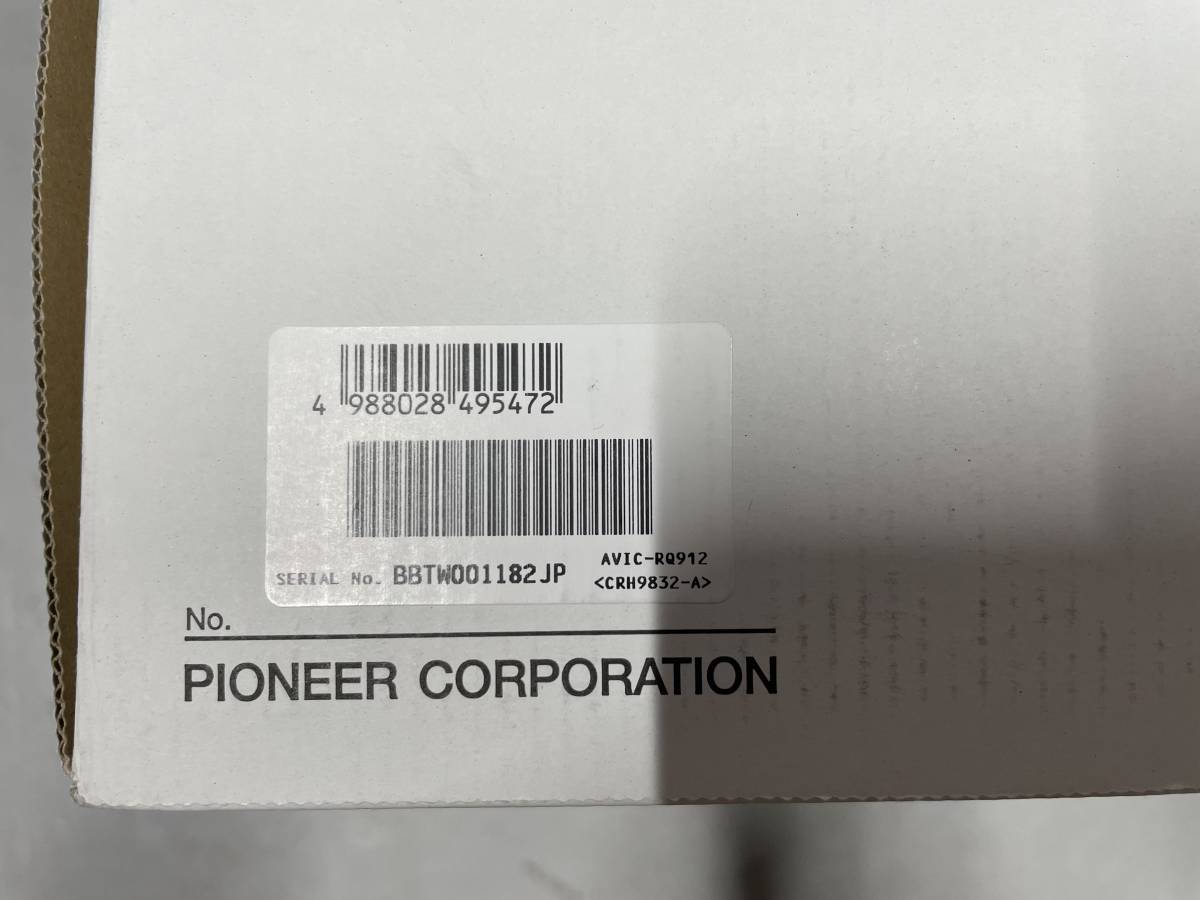 4 988028 495472
AVIC-RQ912
SERIAL No. BBTW001182JP <CRH9832-A>
No.
PIONEER CORPORATION